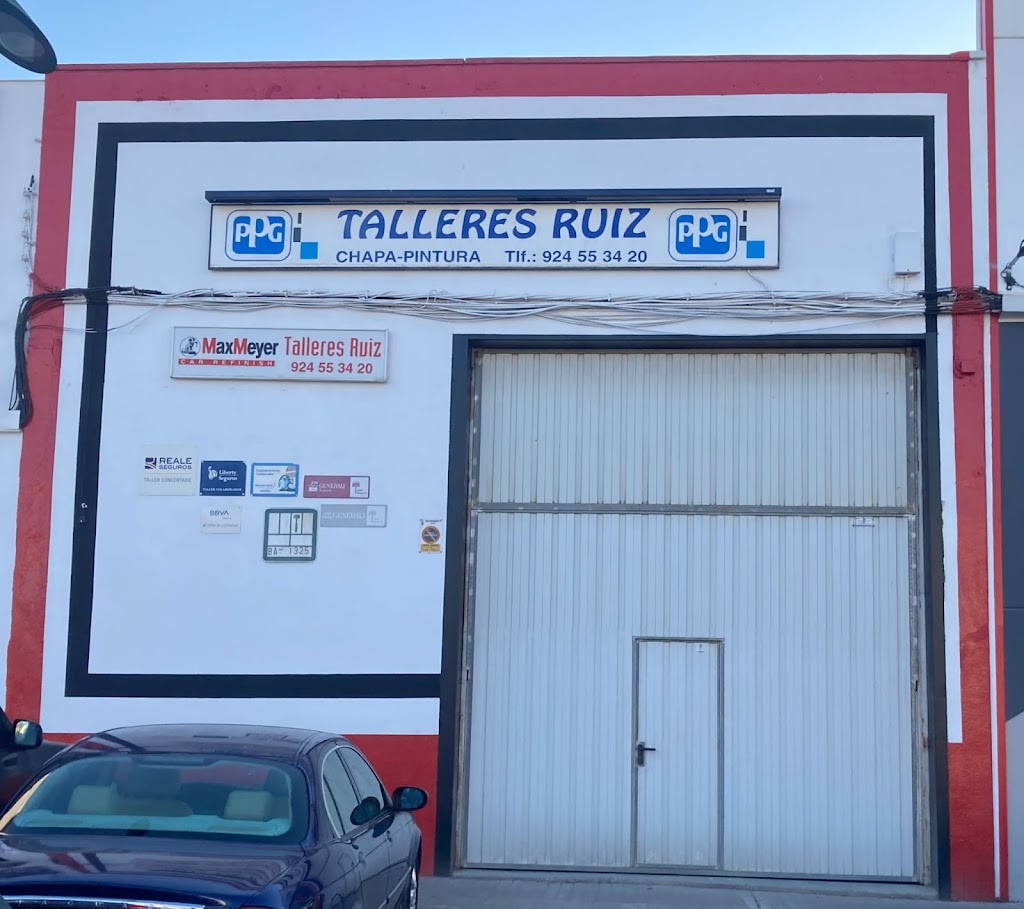 PPG TALLERES RUIZ PPG
CHAPA-PINTURA Tlf.: 924 55 34 20
MaxMeyer Talleres Ruiz
CAR REFINISH 924 55 34 20
REALE
SEGUROS
TALLER CONCERTADO
Liberty
Seguros
GENERALI
BBVA
GENERALI
BA 1325